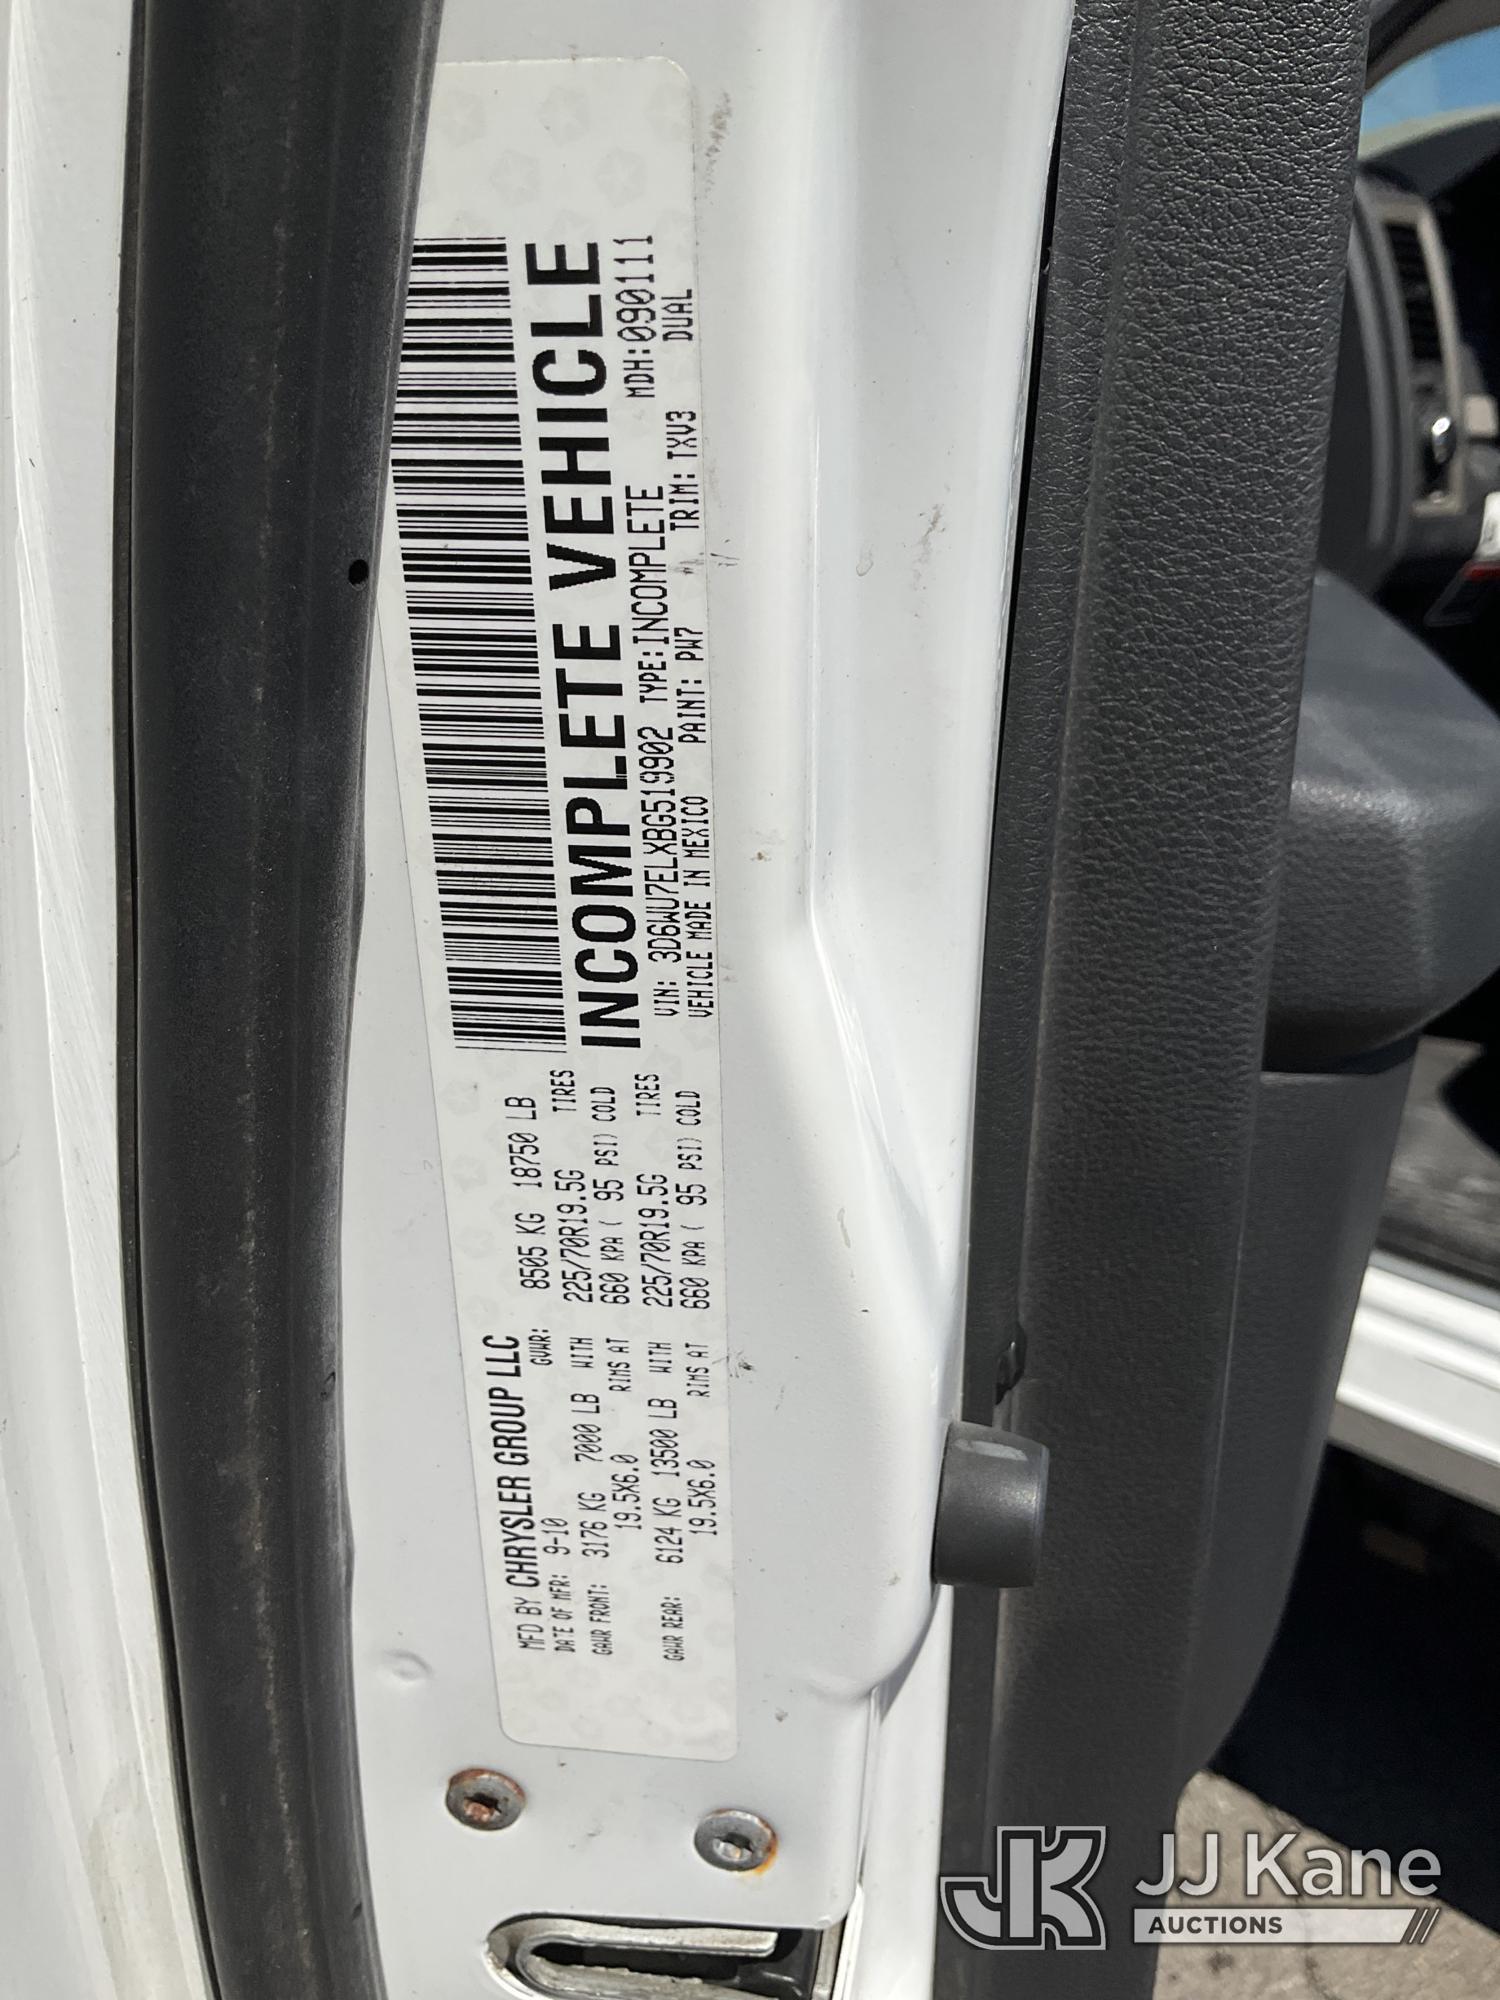 MFD BY CHRYSLER GROUP LLC
DATE OF MFR: 9-10 GVWR: 8505 KG 18750 LB
GAWR FRONT: 3176 KG 7000 LB WITH 225/70R19.5G TIRES
19.5X6.0 RIMS AT 660 KPA ( 95 PSI) COLD
GAWR REAR: 6124 KG 13500 LB WITH 225/70R19.5G TIRES
19.5X6.0 RIMS AT 660 KPA ( 95 PSI) COLD
INCOMPLETE VEHICLE
VIN: 3D6WU7ELXBG519902 TYPE:INCOMPLETE MDH:090111
VEHICLE MADE IN MEXICO PAINT: PW7 TRIM: TXV3 DUAL
JK JJ Kane
AUCTIONS